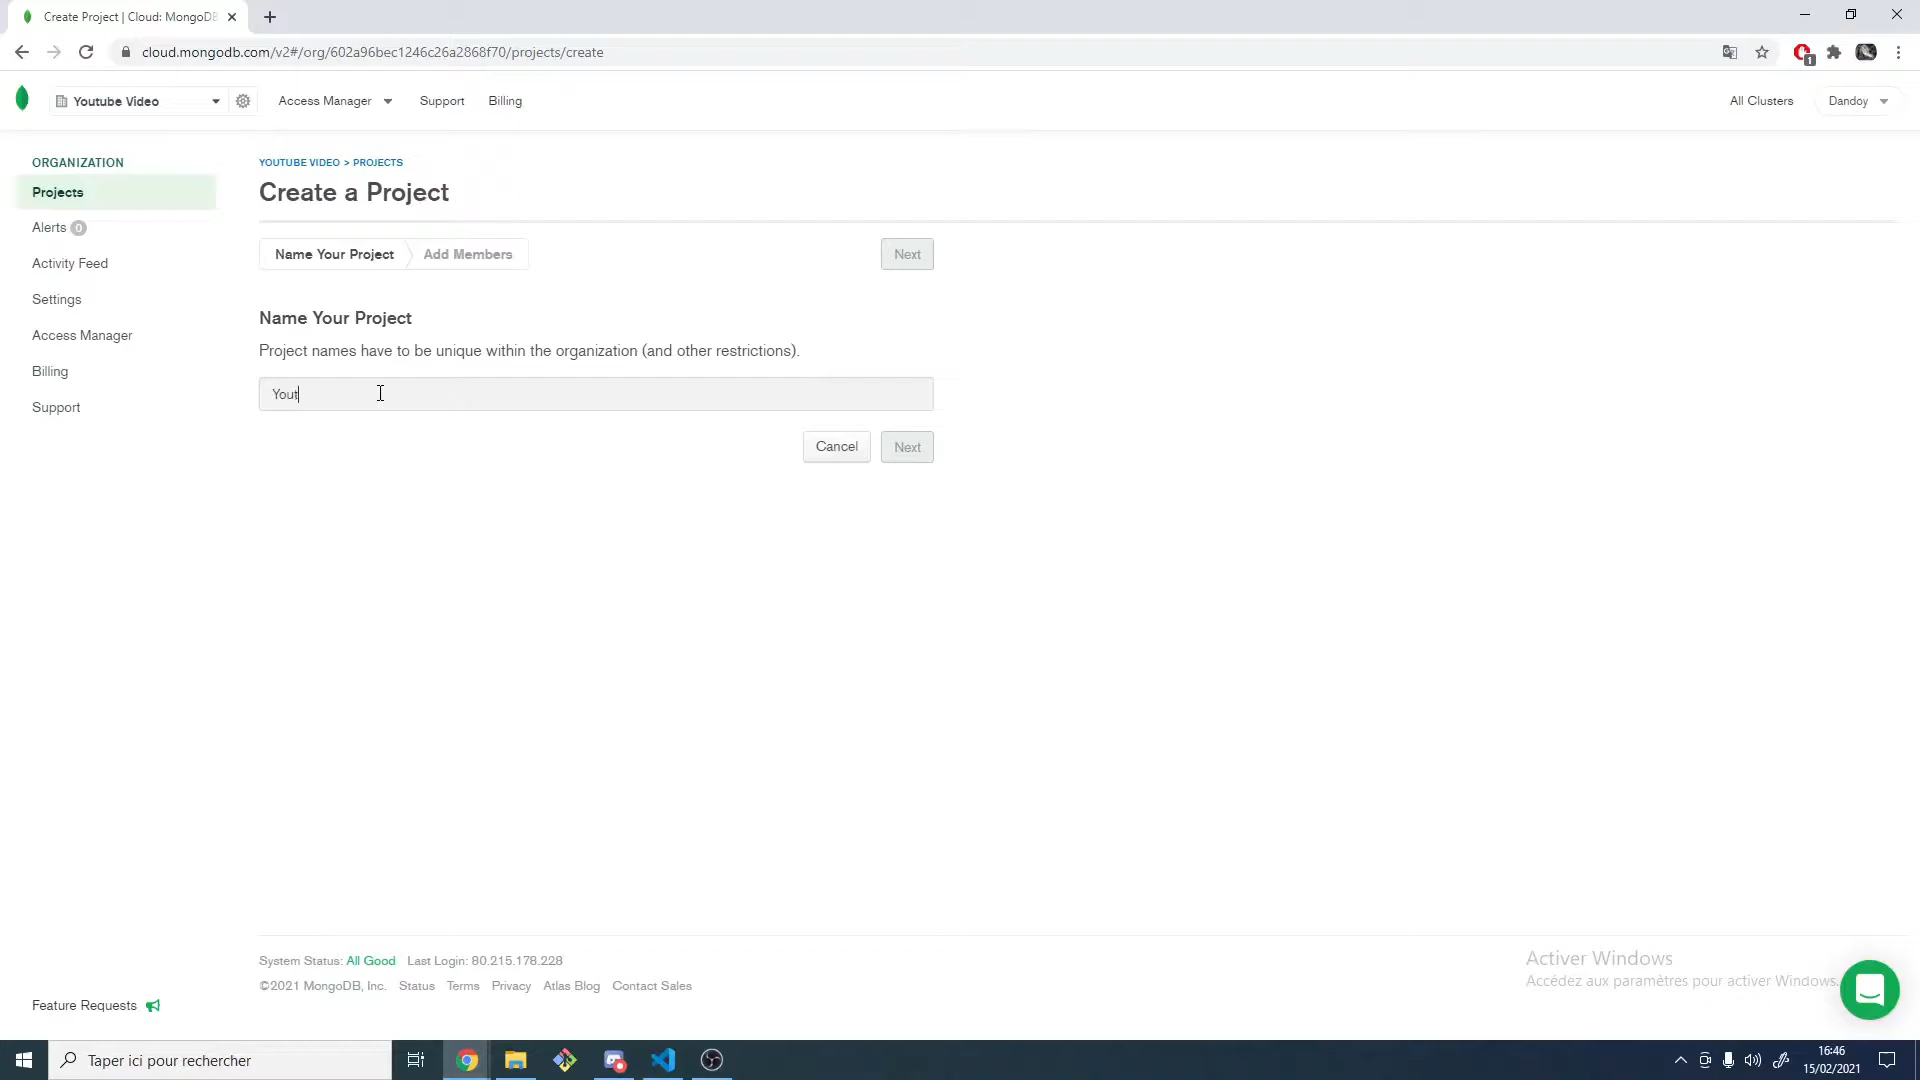 Create Project | Cloud: MongoDB
cloud.mongodb.com/v2#/org/602a96bec1246c26a2868f70/projects/create
1
Youtube Video
Access Manager
Support
Billing
All Clusters
Dandoy
ORGANIZATION
Projects
Alerts 0
Activity Feed
Settings
Access Manager
Billing
Support
YOUTUBE VIDEO > PROJECTS
Create a Project
Name Your Project
Add Members
Next
Name Your Project
Project names have to be unique within the organization (and other restrictions).
Yout
Cancel
Next
System Status: All Good Last Login: 80.215.178.228
©2021 MongoDB, Inc. Status Terms Privacy Atlas Blog Contact Sales
Feature Requests
Activer Windows
Accédez aux paramètres pour activer Windows.
Taper ici pour rechercher
16:46
15/02/2021